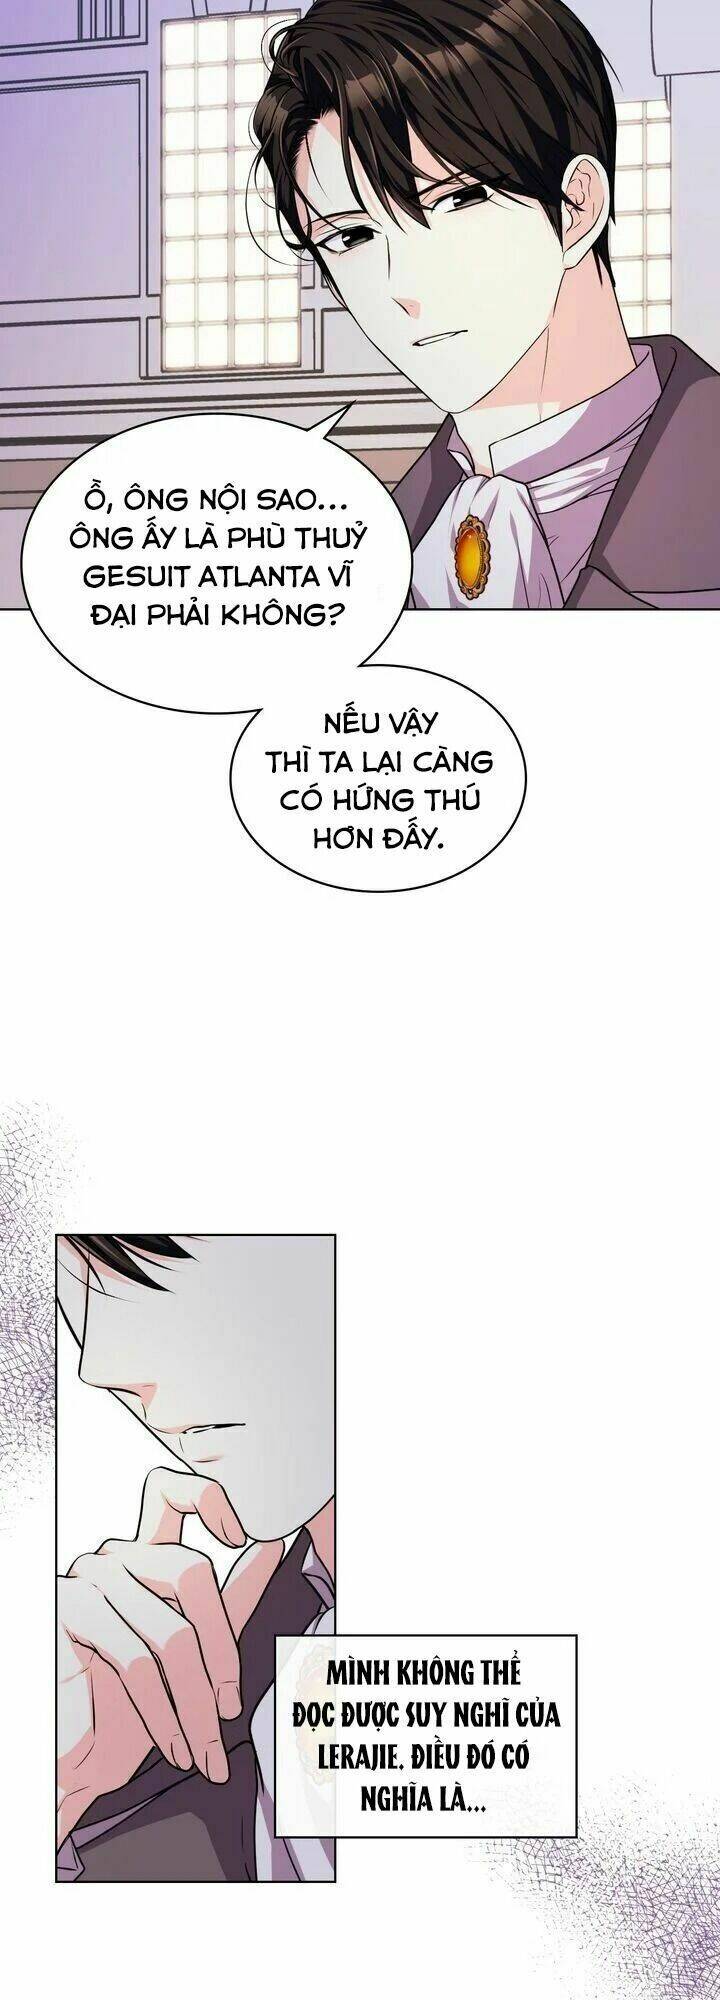 Ồ, ÔNG NỘI SAO...
ÔNG ẤY LÀ PHÙ THUỶ
GESUIT ATLANTA VĨ
ĐẠI PHẢI KHÔNG?
NẾU VẬY
THÌ TA LẠI CÀNG
CÓ HỨNG THÚ
HƠN ĐẤY.
MÌNH KHÔNG THỂ
ĐỌC ĐƯỢC SUY NGHĨ CỦA
LERAJIE. ĐIỀU ĐÓ CÓ
NGHĨA LÀ...